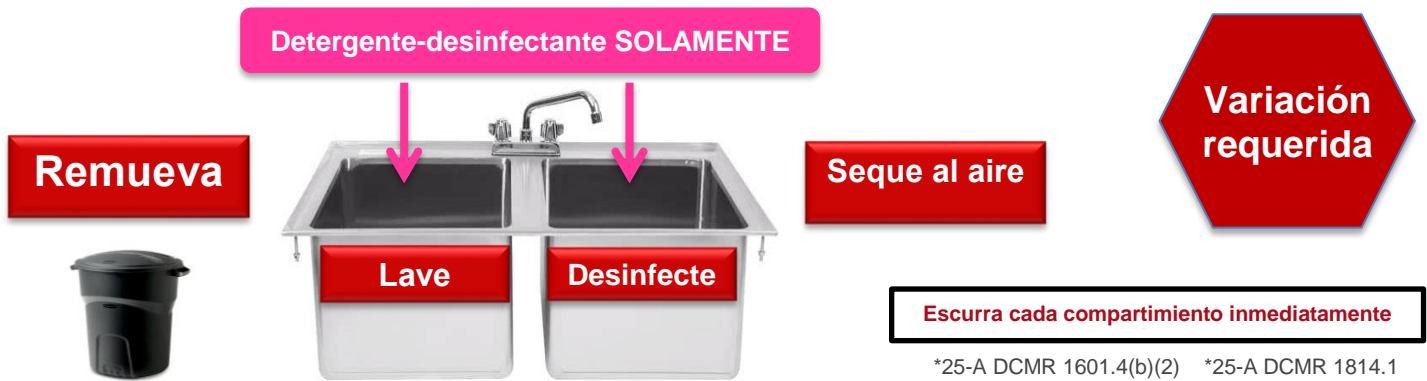 Detergente-desinfectante SOLAMENTE
Variación
requerida
Remueva
Seque al aire
Lave
Desinfecte
Escurra cada compartimiento inmediatamente
*25-A DCMR 1601.4(b)(2) *25-A DCMR 1814.1